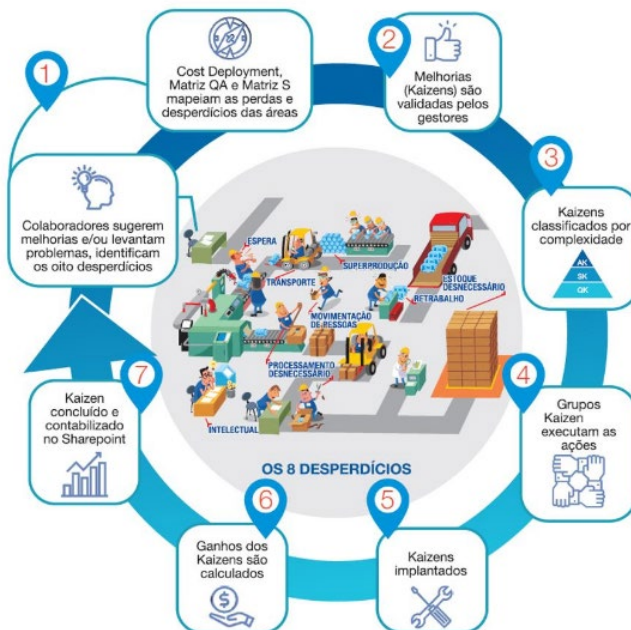 1
Cost Deployment,
Matriz QA e Matriz S
mapeiam as perdas e
desperdícios das áreas
Colaboradores sugerem
melhorias e/ou levantam
problemas, identificam
os oito desperdícios
2
Melhorias
(Kaizens) são
validadas pelos
gestores
3
Kaizens
classificados por
complexidade
AK
SK
QK
4
Grupos
Kaizen
executam as
ações
5
Kaizens
implantados
6
Ganhos dos
Kaizens são
calculados
7
Kaizen
concluído e
contabilizado
no Sharepoint
ESPERA
TRANSPORTE
SUPERPRODUÇÃO
ESTOQUE
DESNECESSÁRIO
RETRABALHO
MOVIMENTAÇÃO
DE PESSOAS
PROCESSAMENTO
DESNECESSÁRIO
INTELECTUAL
OS 8 DESPERDÍCIOS